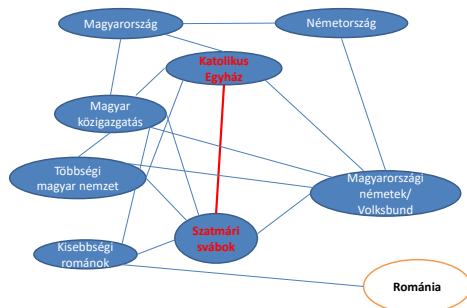 Magyarország
Németország
Katolikus
Egyház
Magyar
közigazgatás
Többségi
magyar nemzet
Magyarországi
németek/
Volksbund
Szatmári
svábok
Kisebbségi
románok
Románia